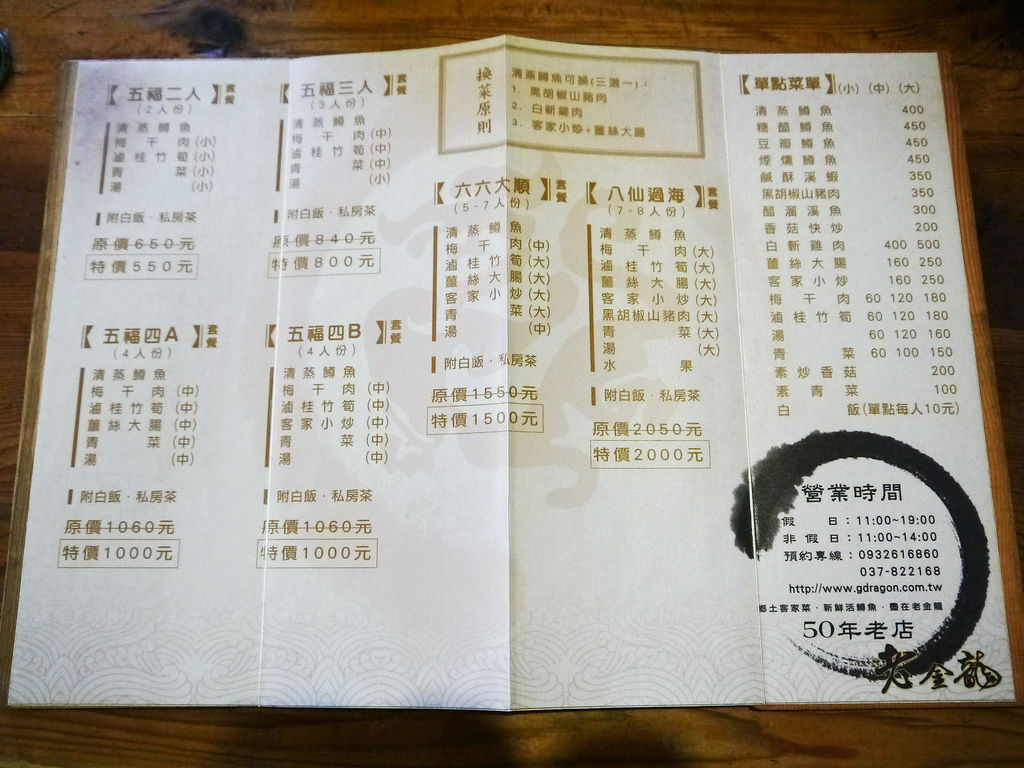 【五福二人】套餐
(2人份)
清蒸鱒魚
梅干肉(小)
滷桂竹筍(小)
青菜(小)
湯(小)
附白飯‧私房茶
原價650元
特價550元
【五福三人】套餐
(3人份)
清蒸鱒魚
梅干肉(中)
滷桂竹筍(中)
青菜(中)
湯(小)
附白飯‧私房茶
原價840元
特價800元
【五福四A】套餐
(4人份)
清蒸鱒魚
梅干肉(中)
滷桂竹筍(中)
薑絲大腸(中)
青菜(中)
湯(中)
附白飯‧私房茶
原價1060元
特價1000元
【五福四B】套餐
(4人份)
清蒸鱒魚
梅干肉(中)
滷桂竹筍(中)
客家小炒(中)
青菜(中)
湯(中)
附白飯‧私房茶
原價1060元
特價1000元
換菜原則
清蒸鱒魚可換(三選一):
1. 黑胡椒山豬肉
2. 白斬雞肉
3. 客家小炒+薑絲大腸
【六六大順】套餐
(5-7人份)
清蒸鱒魚
梅干肉(中)
滷桂竹筍(大)
薑絲大腸(大)
客家小炒(大)
青菜(大)
湯(中)
附白飯‧私房茶
原價1550元
特價1500元
【八仙過海】套餐
(7-8人份)
清蒸鱒魚
梅干肉(大)
滷桂竹筍(大)
薑絲大腸(大)
客家小炒(大)
黑胡椒山豬肉(大)
青菜(大)
湯(大)
水果
附白飯‧私房茶
原價2050元
特價2000元
【單點菜單】(小)(中)(大)
清蒸鱒魚 400
糖醋鱒魚 450
豆瓣鱒魚 450
煙燻鱒魚 450
鹹酥溪蝦 350
黑胡椒山豬肉 350
醋溜溪魚 300
香菇快炒 200
白斬雞肉 400 500
薑絲大腸 160 250
客家小炒 160 250
梅干肉 60 120 180
滷桂竹筍 60 120 180
湯 60 120 160
青菜 60 100 150
素炒香菇 200
素青菜 100
白飯(單點每人10元)
營業時間
假日:11:00~19:00
非假日:11:00~14:00
預約專線:0932616860
037-822168
http://www.gdragon.com.tw
鄉土客家菜‧新鮮活鱒魚‧盡在老金龍
50年老店
老金龍